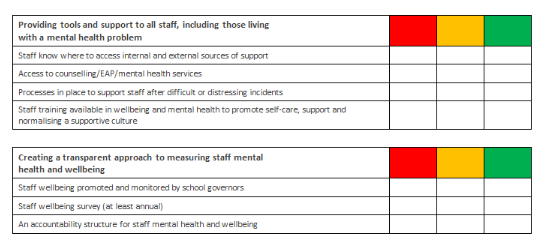 Providing tools and support to all staff, including those living
with a mental health problem
Staff know where to access internal and external sources of support
Access to counselling/EAP/mental health services
Processes in place to support staff after difficult or distressing incidents
Staff training available in wellbeing and mental health to promote self-care, support and
normalising a supportive culture
Creating a transparent approach to measuring staff mental
health and wellbeing
Staff wellbeing promoted and monitored by school governors
Staff wellbeing survey (at least annual)
An accountability structure for staff mental health and wellbeing